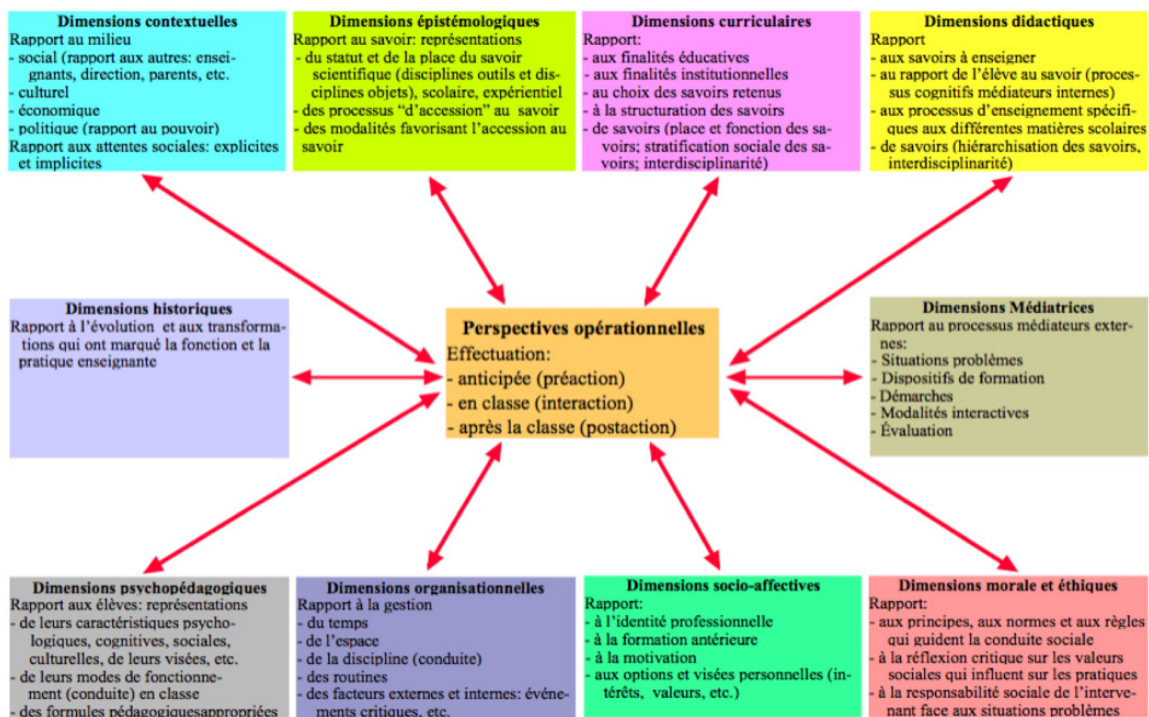 Dimensions contextuelles
Rapport au milieu
- social (rapport aux autres: ensei-
gnants, direction, parents, etc.
- culturel
- économique
- politique (rapport au pouvoir)
Rapport aux attentes sociales: explicites
et implicites
Dimensions épistémologiques
Rapport au savoir: représentations
- du statut et de la place du savoir
scientifique (disciplines outils et dis-
ciplines objets), scolaire, expérientiel
- des processus “d’accession” au savoir
- des modalités favorisant l’accession au
savoir
Dimensions curriculaires
Rapport:
- aux finalités éducatives
- aux finalités institutionnelles
- au choix des savoirs retenus
- à la structuration des savoirs
- de savoirs (place et fonction des sa-
voirs; stratification sociale des sa-
voirs; interdisciplinarité)
Dimensions didactiques
Rapport
- aux savoirs à enseigner
- au rapport de l’élève au savoir (proces-
sus cognitifs médiateurs internes)
- aux processus d’enseignement spécifi-
ques aux différentes matières scolaires
- de savoirs (hiérarchisation des savoirs,
interdisciplinarité)
Dimensions historiques
Rapport à l’évolution et aux transforma-
tions qui ont marqué la fonction et la
pratique enseignante
Perspectives opérationnelles
Effectuation:
- anticipée (préaction)
- en classe (interaction)
- après la classe (postaction)
Dimensions Médiatrices
Rapport au processus médiateurs exter-
nes:
- Situations problèmes
- Dispositifs de formation
- Démarches
- Modalités interactives
- Évaluation
Dimensions psychopédagogiques
Rapport aux élèves: représentations
- de leurs caractéristiques psycho-
logiques, cognitives, sociales,
culturelles, de leurs visées, etc.
- de leurs modes de fonctionne-
ment (conduite) en classe
- des formules pédagogiquesappropriées
Dimensions organisationnelles
Rapport à la gestion
- du temps
- de l’espace
- de la discipline (conduite)
- des routines
- des facteurs externes et internes: événe-
ments critiques, etc.
Dimensions socio-affectives
Rapport:
- à l’identité professionnelle
- à la formation antérieure
- à la motivation
- aux options et visées personnelles (in-
térêts, valeurs, etc.)
Dimensions morale et éthiques
Rapport:
- aux principes, aux normes et aux règles
qui guident la conduite sociale
- à la réflexion critique sur les valeurs
sociales qui influent sur les pratiques
- à la responsabilité sociale de l’interve-
nant face aux situations problèmes